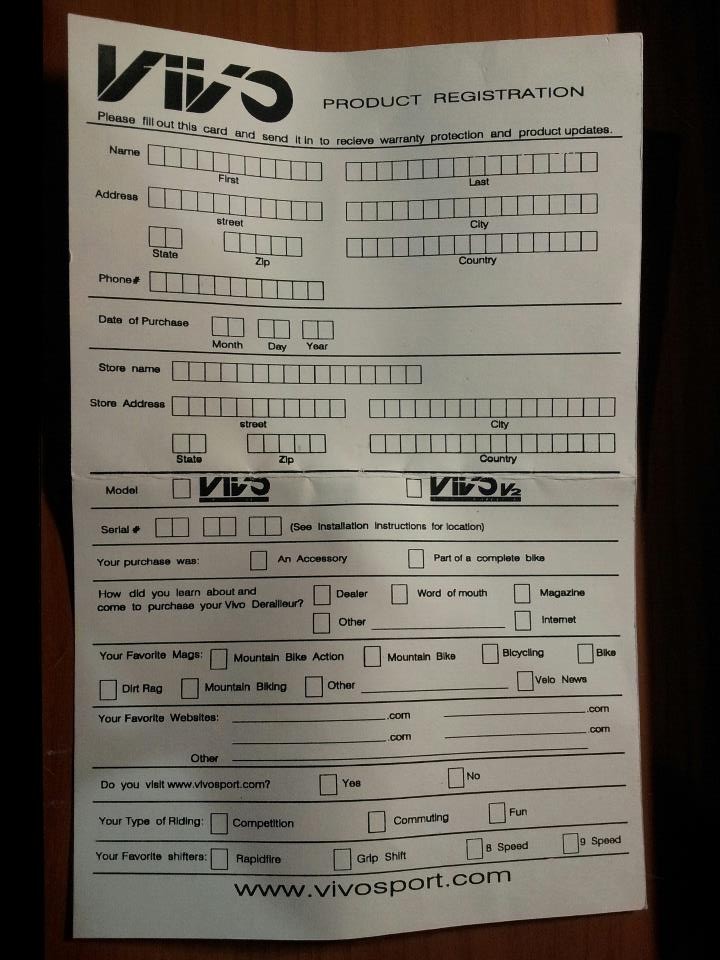 ViVO PRODUCT REGISTRATION
Please fill out this card and send it in to recieve warranty protection and product updates.
Name
First Last
Address
street City
State Zip Country
Phone#
Date of Purchase
Month Day Year
Store name
Store Address
street City
State Zip Country
Model ViVO ViVO V2
Serial # (See Installation Instructions for location)
Your purchase was: An Accessory Part of a complete bike
How did you learn about and
come to purchase your Vivo Derailleur? Dealer Word of mouth Magazine
Other Internet
Your Favorite Mags: Mountain Bike Action Mountain Bike Bicycling Bike
Dirt Rag Mountain Biking Other Velo News
Your Favorite Websites: .com .com
.com .com
Other
Do you visit www.vivosport.com? Yes No
Your Type of Riding: Competition Commuting Fun
Your Favorite shifters: Rapidfire Grip Shift 8 Speed 9 Speed
www.vivosport.com